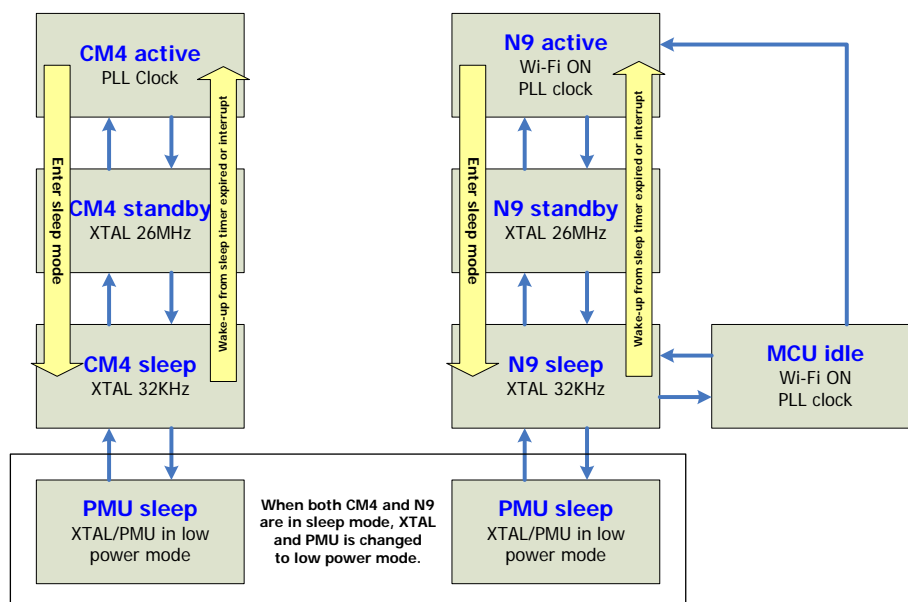 CM4 active
PLL Clock
Enter sleep mode
Wake-up from sleep timer expired or interrupt
CM4 standby
XTAL 26MHz
CM4 sleep
XTAL 32KHz
PMU sleep
XTAL/PMU in low
power mode
When both CM4 and N9
are in sleep mode, XTAL
and PMU is changed
to low power mode.
N9 active
Wi-Fi ON
PLL clock
Enter sleep mode
Wake-up from sleep timer expired or interrupt
N9 standby
XTAL 26MHz
N9 sleep
XTAL 32KHz
MCU idle
Wi-Fi ON
PLL clock
PMU sleep
XTAL/PMU in low
power mode